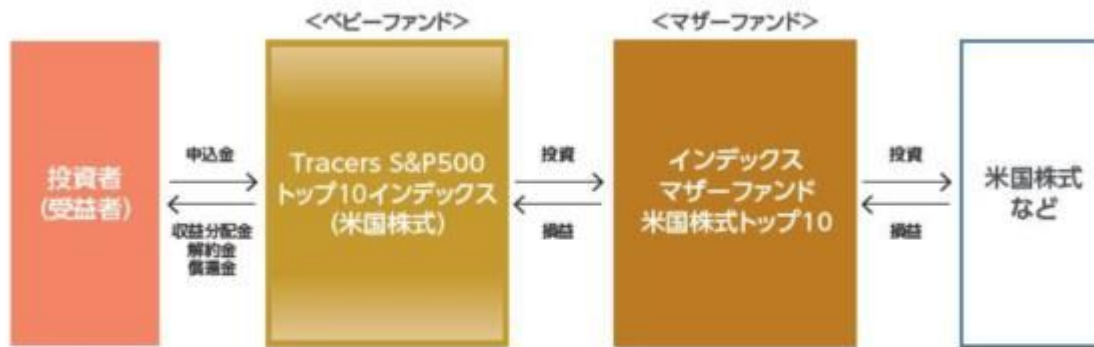 ＜ベビーファンド＞
＜マザーファンド＞
投資者
(受益者)
申込金
収益分配金
解約金
償還金
Tracers S&P500
トップ10インデックス
(米国株式)
投資
損益
インデックス
マザーファンド
米国株式トップ10
投資
損益
米国株式
など